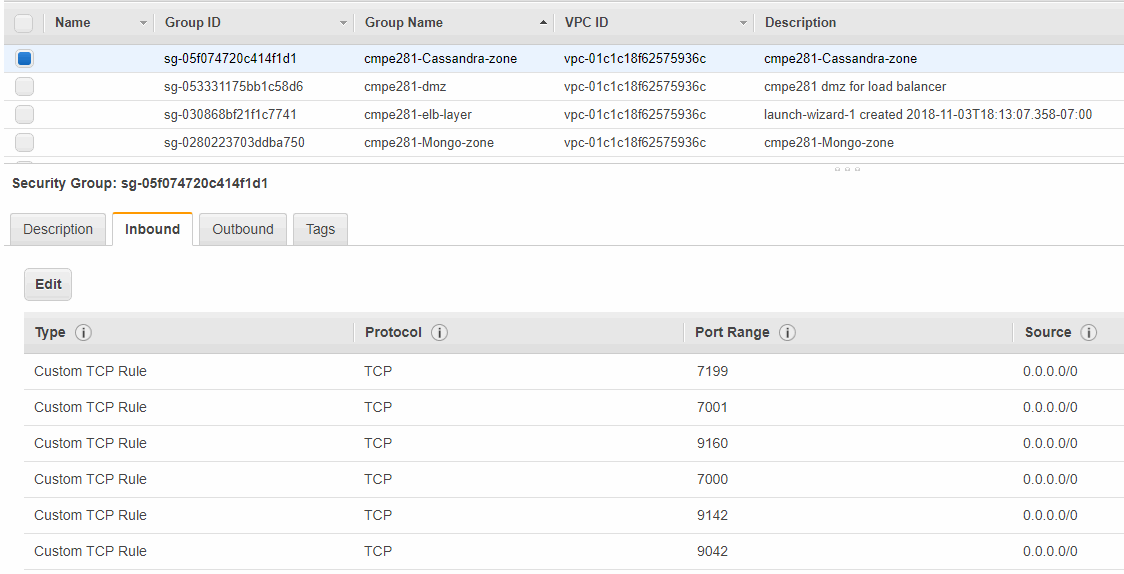 Name Group ID Group Name VPC ID Description
sg-05f074720c414f1d1 cmpe281-Cassandra-zone vpc-01c1c18f62575936c cmpe281-Cassandra-zone
sg-053331175bb1c58d6 cmpe281-dmz vpc-01c1c18f62575936c cmpe281 dmz for load balancer
sg-030868bf21f1c7741 cmpe281-elb-layer vpc-01c1c18f62575936c launch-wizard-1 created 2018-11-03T18:13:07.358-07:00
sg-0280223703ddba750 cmpe281-Mongo-zone vpc-01c1c18f62575936c cmpe281-Mongo-zone
Security Group: sg-05f074720c414f1d1
Description Inbound Outbound Tags
Edit
Type i Protocol i Port Range i Source i
Custom TCP Rule TCP 7199 0.0.0.0/0
Custom TCP Rule TCP 7001 0.0.0.0/0
Custom TCP Rule TCP 9160 0.0.0.0/0
Custom TCP Rule TCP 7000 0.0.0.0/0
Custom TCP Rule TCP 9142 0.0.0.0/0
Custom TCP Rule TCP 9042 0.0.0.0/0